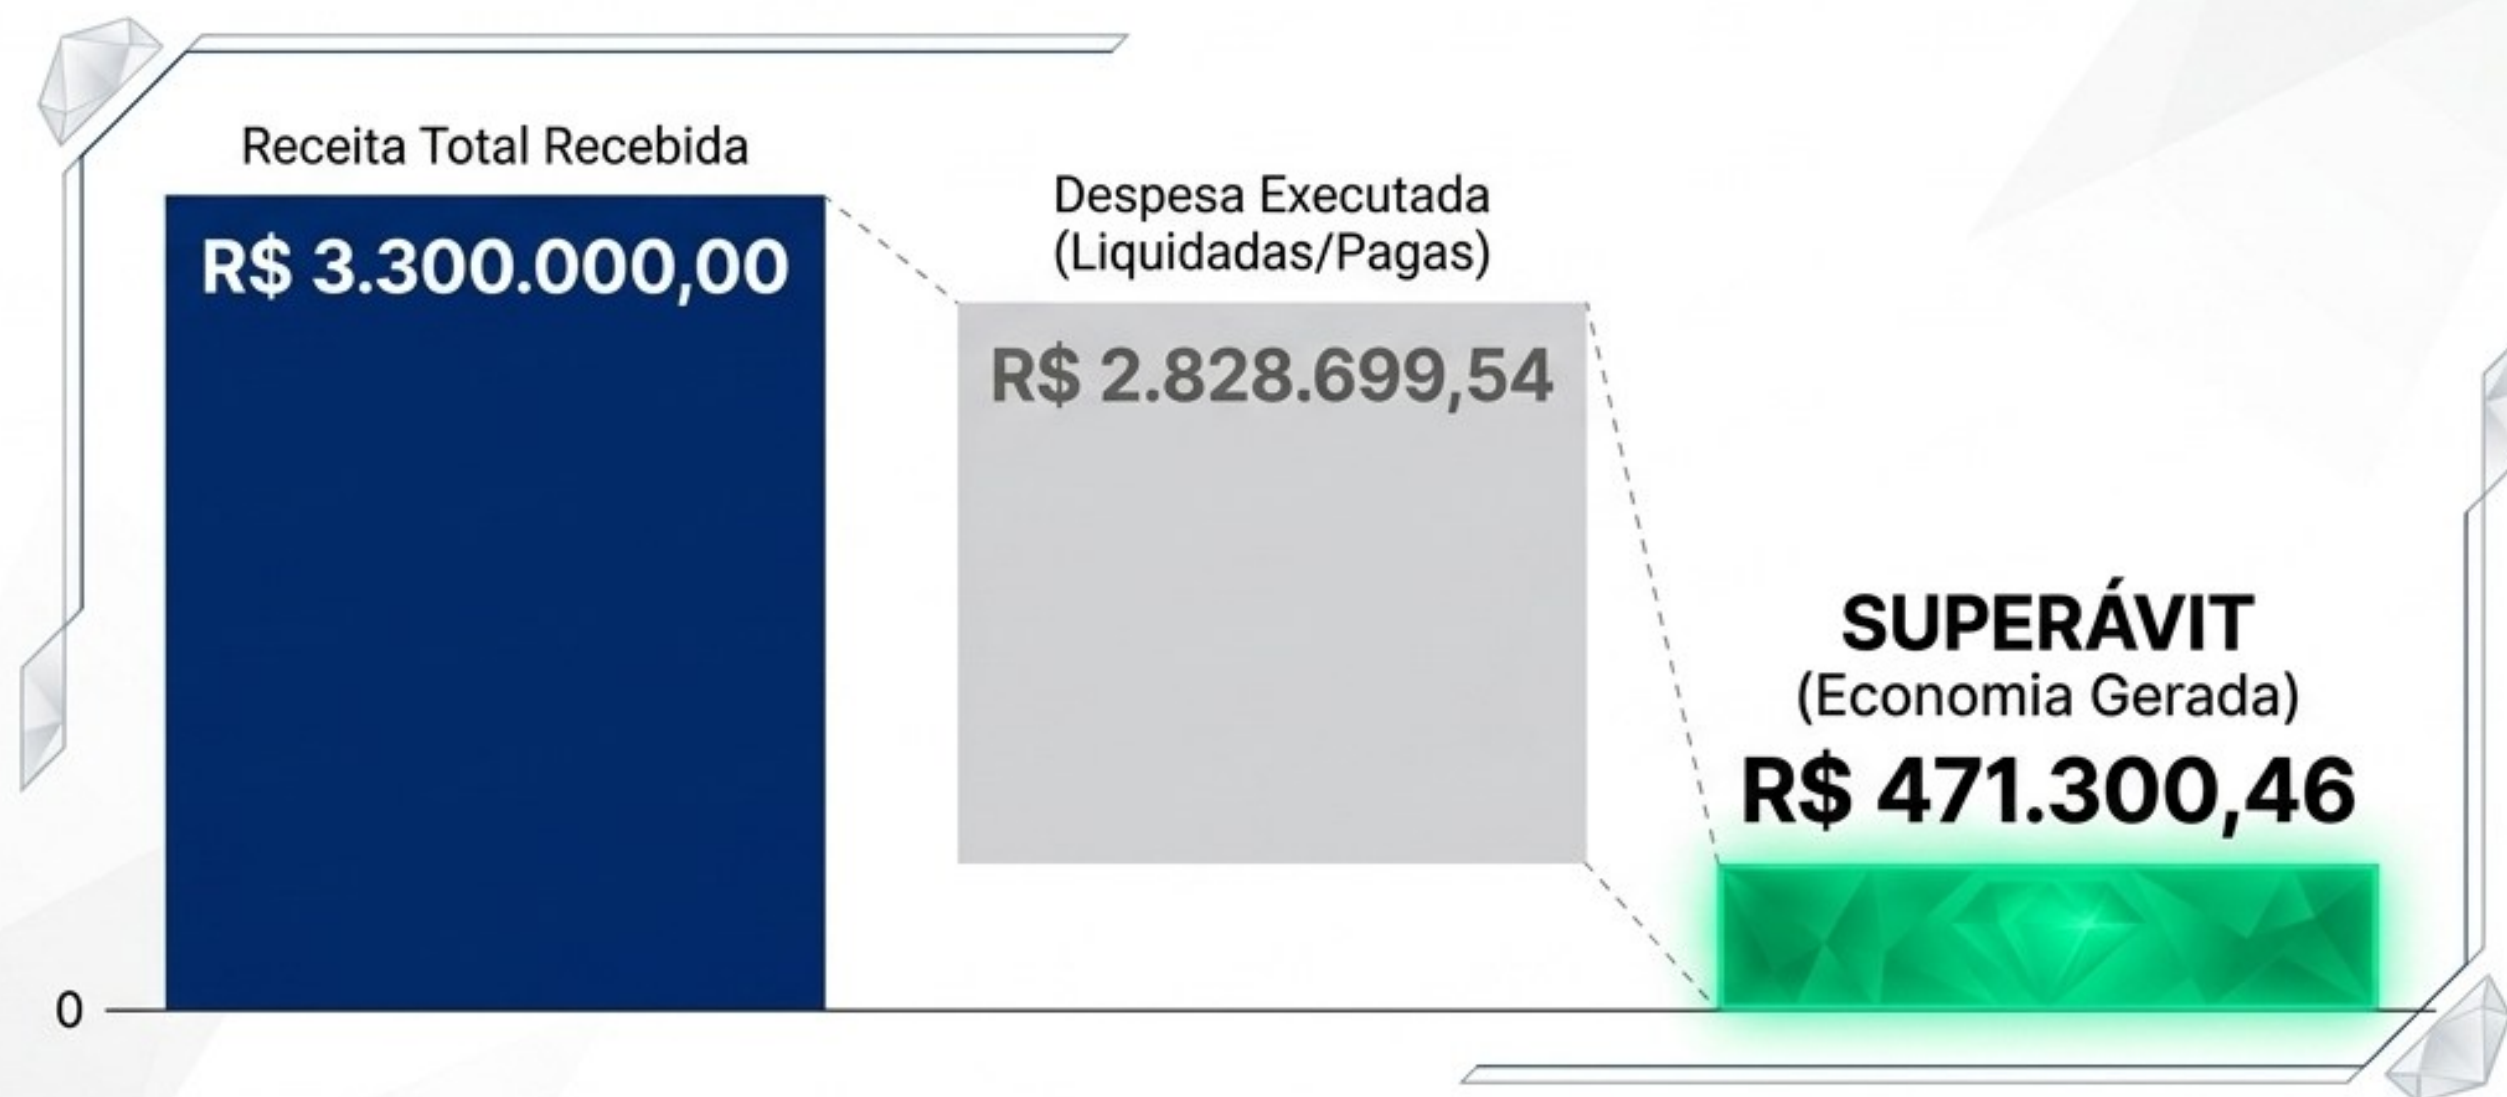 Receita Total Recebida
R$ 3.300.000,00
Despesa Executada
(Liquidadas/Pagas)
R$ 2.828.699,54
SUPERÁVIT
(Economia Gerada)
R$ 471.300,46
0